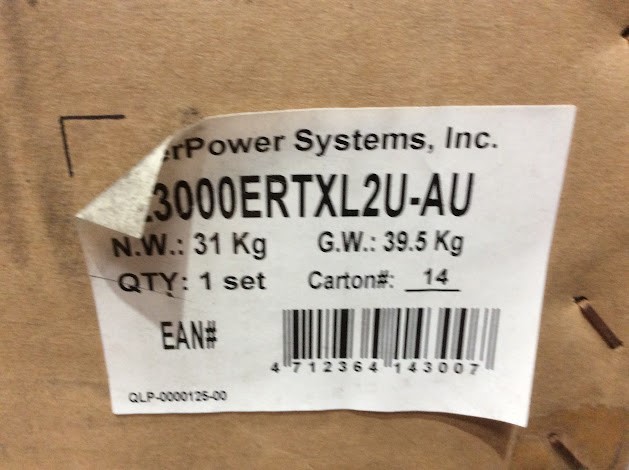 erPower Systems, Inc.
3000ERTXL2U-AU
N.W.: 31 Kg G.W.: 39.5 Kg
QTY: 1 set Carton#: 14
EAN#
4 712364 143007
QLP-0000125-00